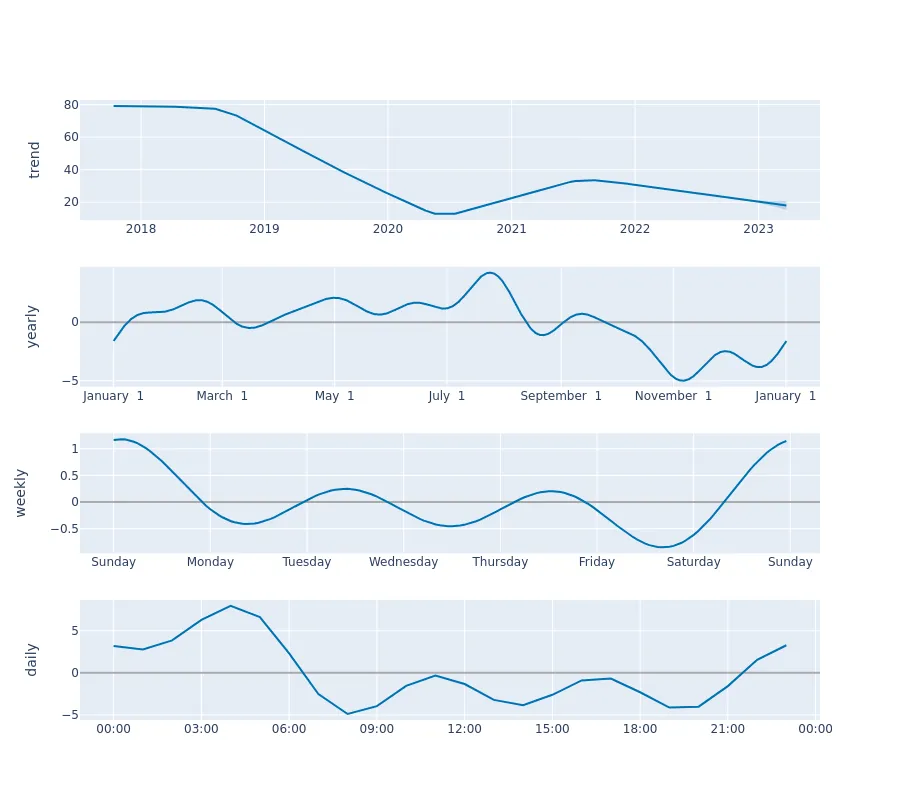 trend
80
60
40
20
2018 2019 2020 2021 2022 2023
yearly
0
−5
January 1 March 1 May 1 July 1 September 1 November 1 January 1
weekly
1
0.5
0
−0.5
Sunday Monday Tuesday Wednesday Thursday Friday Saturday Sunday
daily
5
0
−5
00:00 03:00 06:00 09:00 12:00 15:00 18:00 21:00 00:00